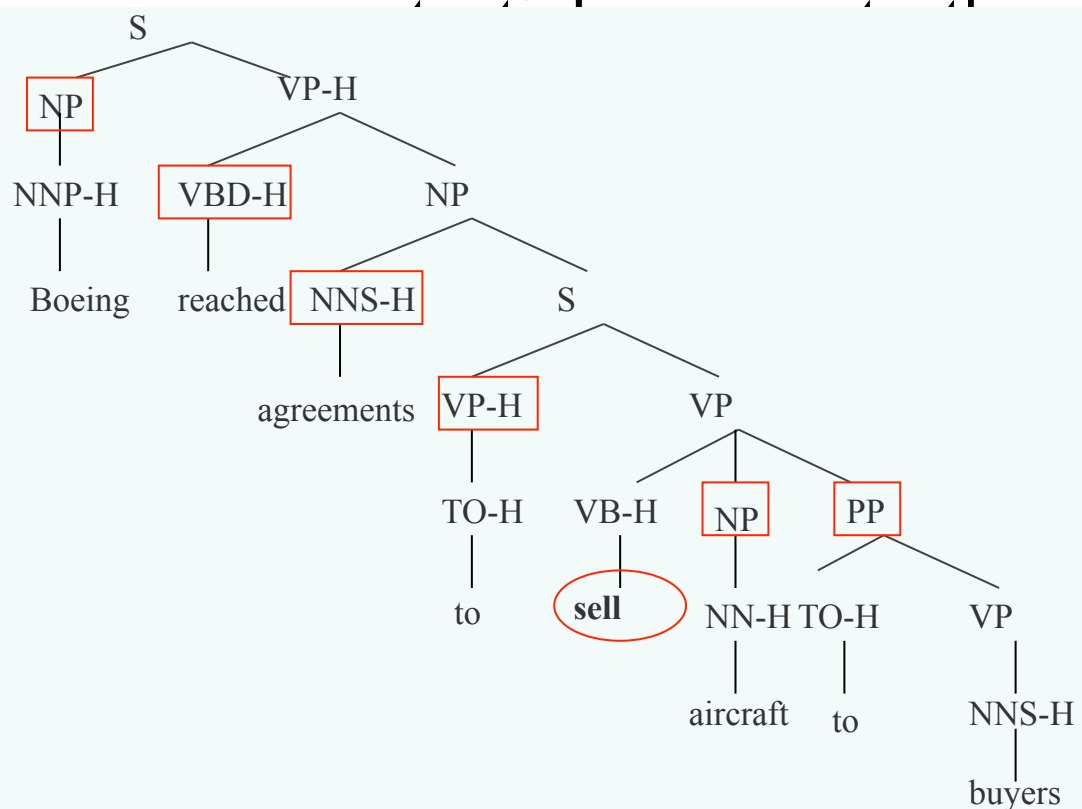 S
NP VP-H
NNP-H VBD-H NP
Boeing reached NNS-H S
agreements VP-H VP
TO-H VB-H NP PP
to sell NN-H TO-H VP
aircraft to NNS-H
buyers